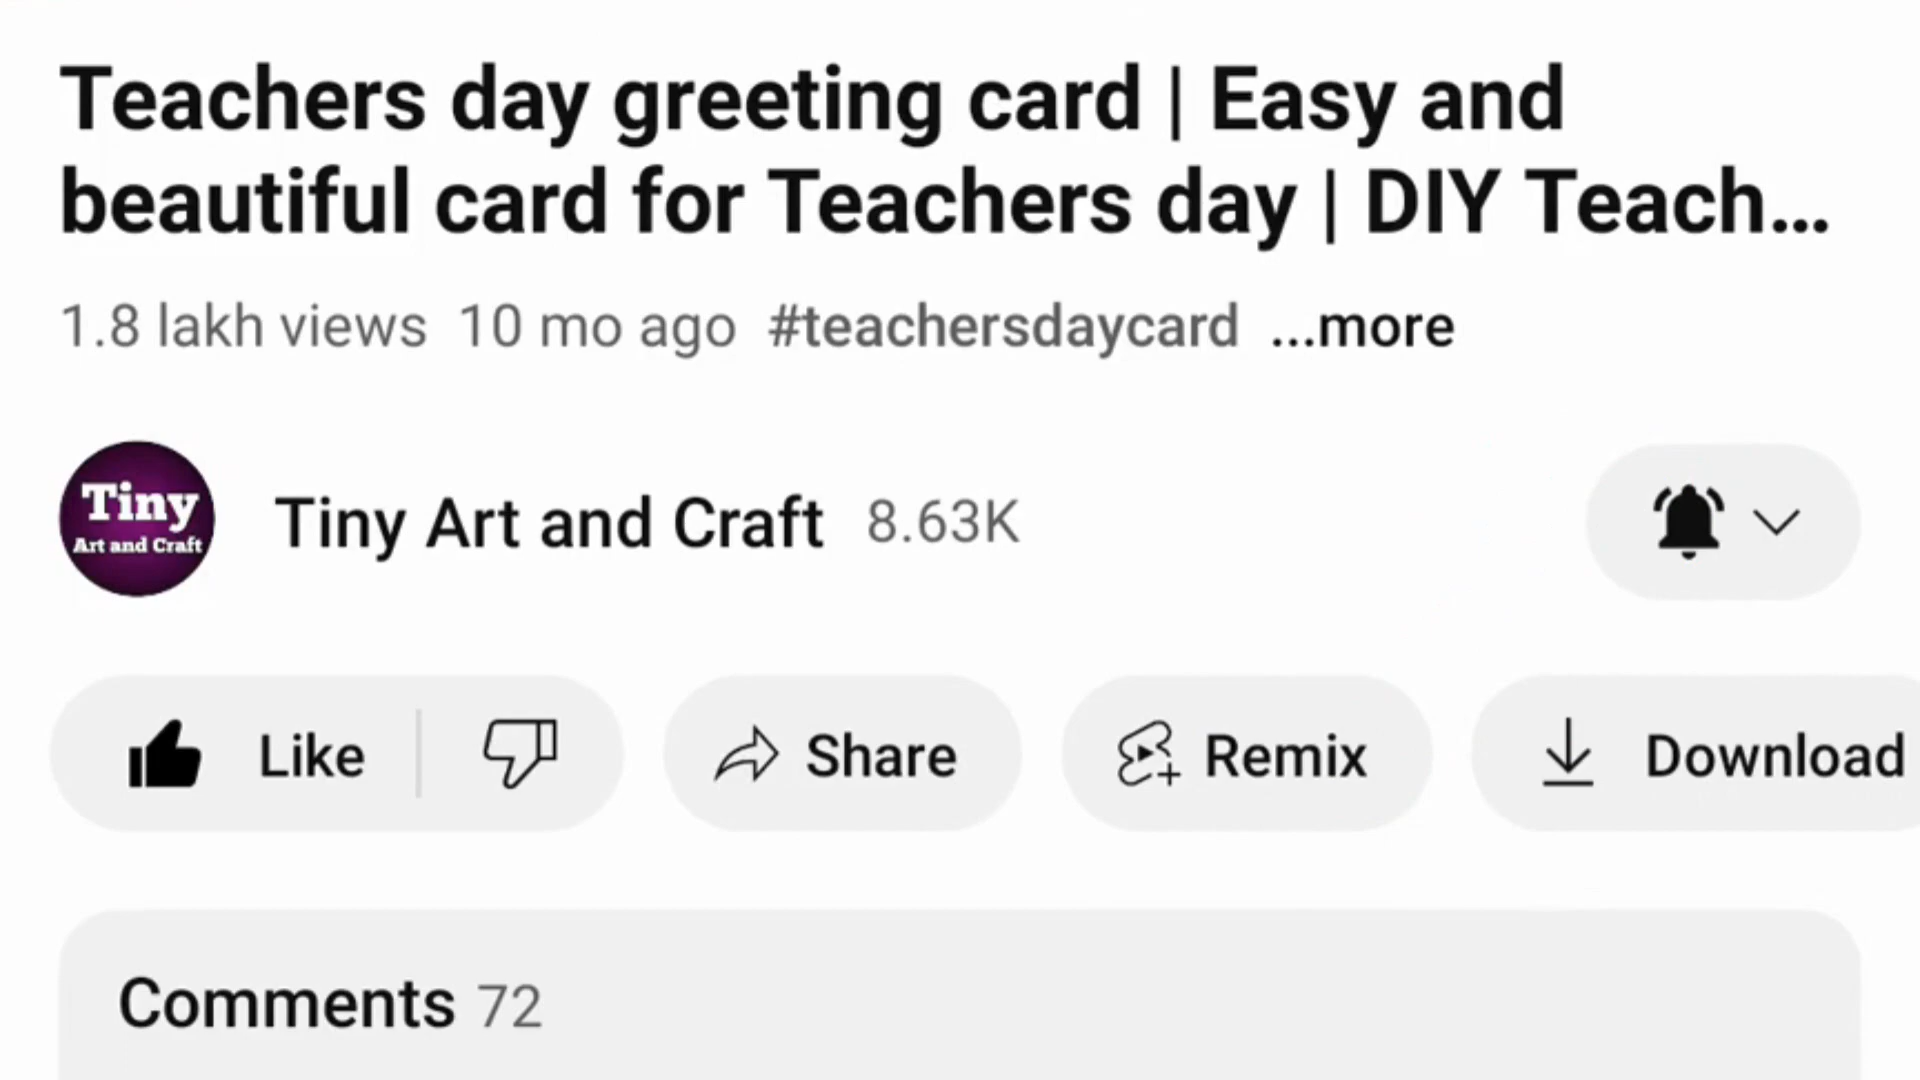 Teachers day greeting card | Easy and
beautiful card for Teachers day | DIY Teach...
1.8 lakh views 10 mo ago #teachersdaycard ...more
Tiny
Art and Craft
Tiny Art and Craft 8.63K
Like Share Remix Download
Comments 72